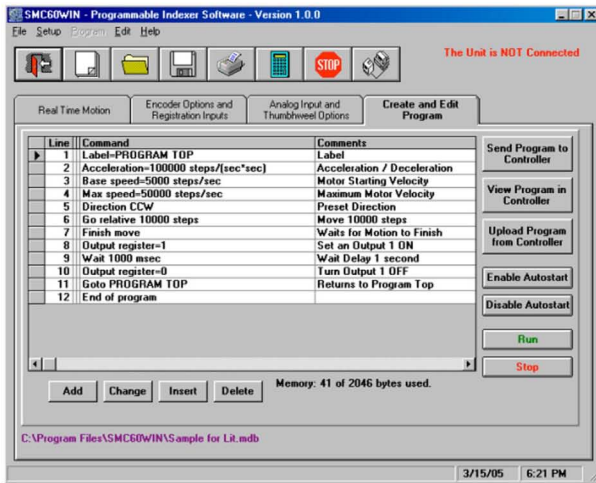 SMC60WIN - Programmable Indexer Software - Version 1.0.0
File Setup Program Edit Help
STOP
The Unit is NOT Connected
Real Time Motion
Encoder Options and Registration Inputs
Analog Input and Thumbhweel Options
Create and Edit Program
Line Command Comments
1 Label=PROGRAM TOP Label
2 Acceleration=100000 steps/(sec*sec) Acceleration / Deceleration
3 Base speed=5000 steps/sec Motor Starting Velocity
4 Max speed=50000 steps/sec Maximum Motor Velocity
5 Direction CCW Preset Direction
6 Go relative 10000 steps Move 10000 steps
7 Finish move Waits for Motion to Finish
8 Output register=1 Set an Output 1 ON
9 Wait 1000 msec Wait Delay 1 second
10 Output register=0 Turn Output 1 OFF
11 Goto PROGRAM TOP Returns to Program Top
12 End of program
Send Program to Controller
View Program in Controller
Upload Program from Controller
Enable Autostart
Disable Autostart
Run
Stop
Add Change Insert Delete Memory: 41 of 2046 bytes used.
C:\Program Files\SMC60WIN\Sample for Lit.mdb
3/15/05 6:21 PM